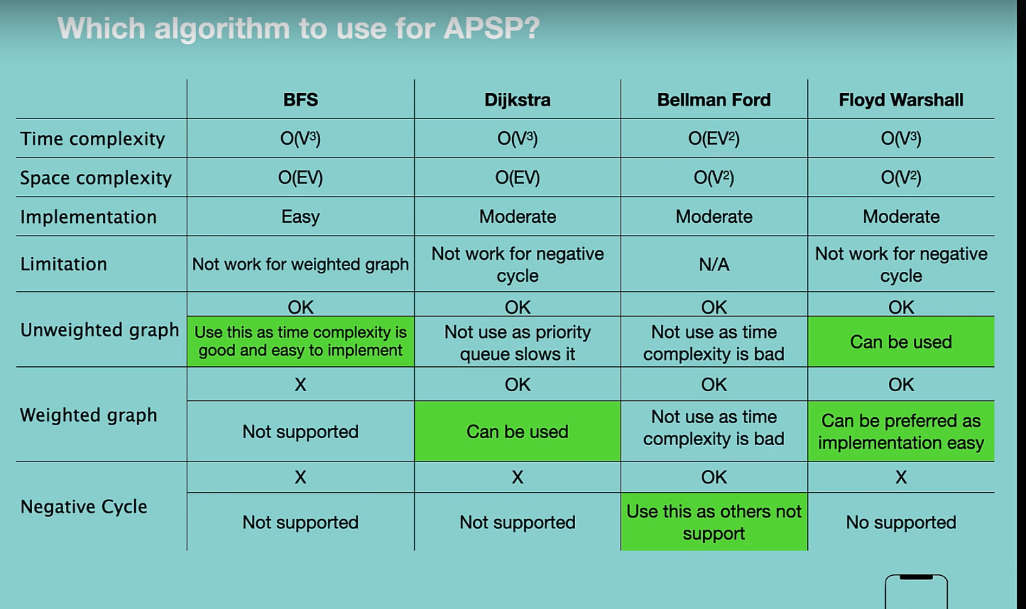 Which algorithm to use for APSP?
BFS Dijkstra Bellman Ford Floyd Warshall
Time complexity O(V³) O(V³) O(EV²) O(V³)
Space complexity O(EV) O(EV) O(V²) O(V²)
Implementation Easy Moderate Moderate Moderate
Limitation Not work for weighted graph Not work for negative cycle N/A Not work for negative cycle
Unweighted graph
OK OK OK OK
Use this as time complexity is good and easy to implement Not use as priority queue slows it Not use as time complexity is bad Can be used
Weighted graph
X OK OK OK
Not supported Can be used Not use as time complexity is bad Can be preferred as implementation easy
Negative Cycle
X X OK X
Not supported Not supported Use this as others not support No supported